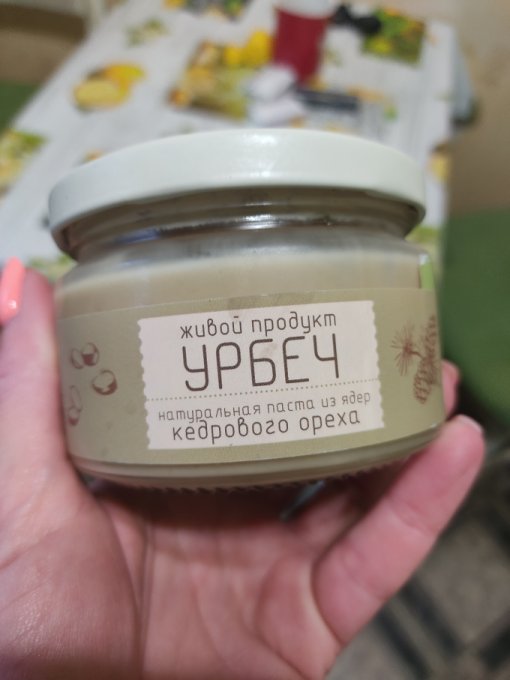 живой продукт
УРБЕЧ
натуральная паста из ядер
кедрового ореха